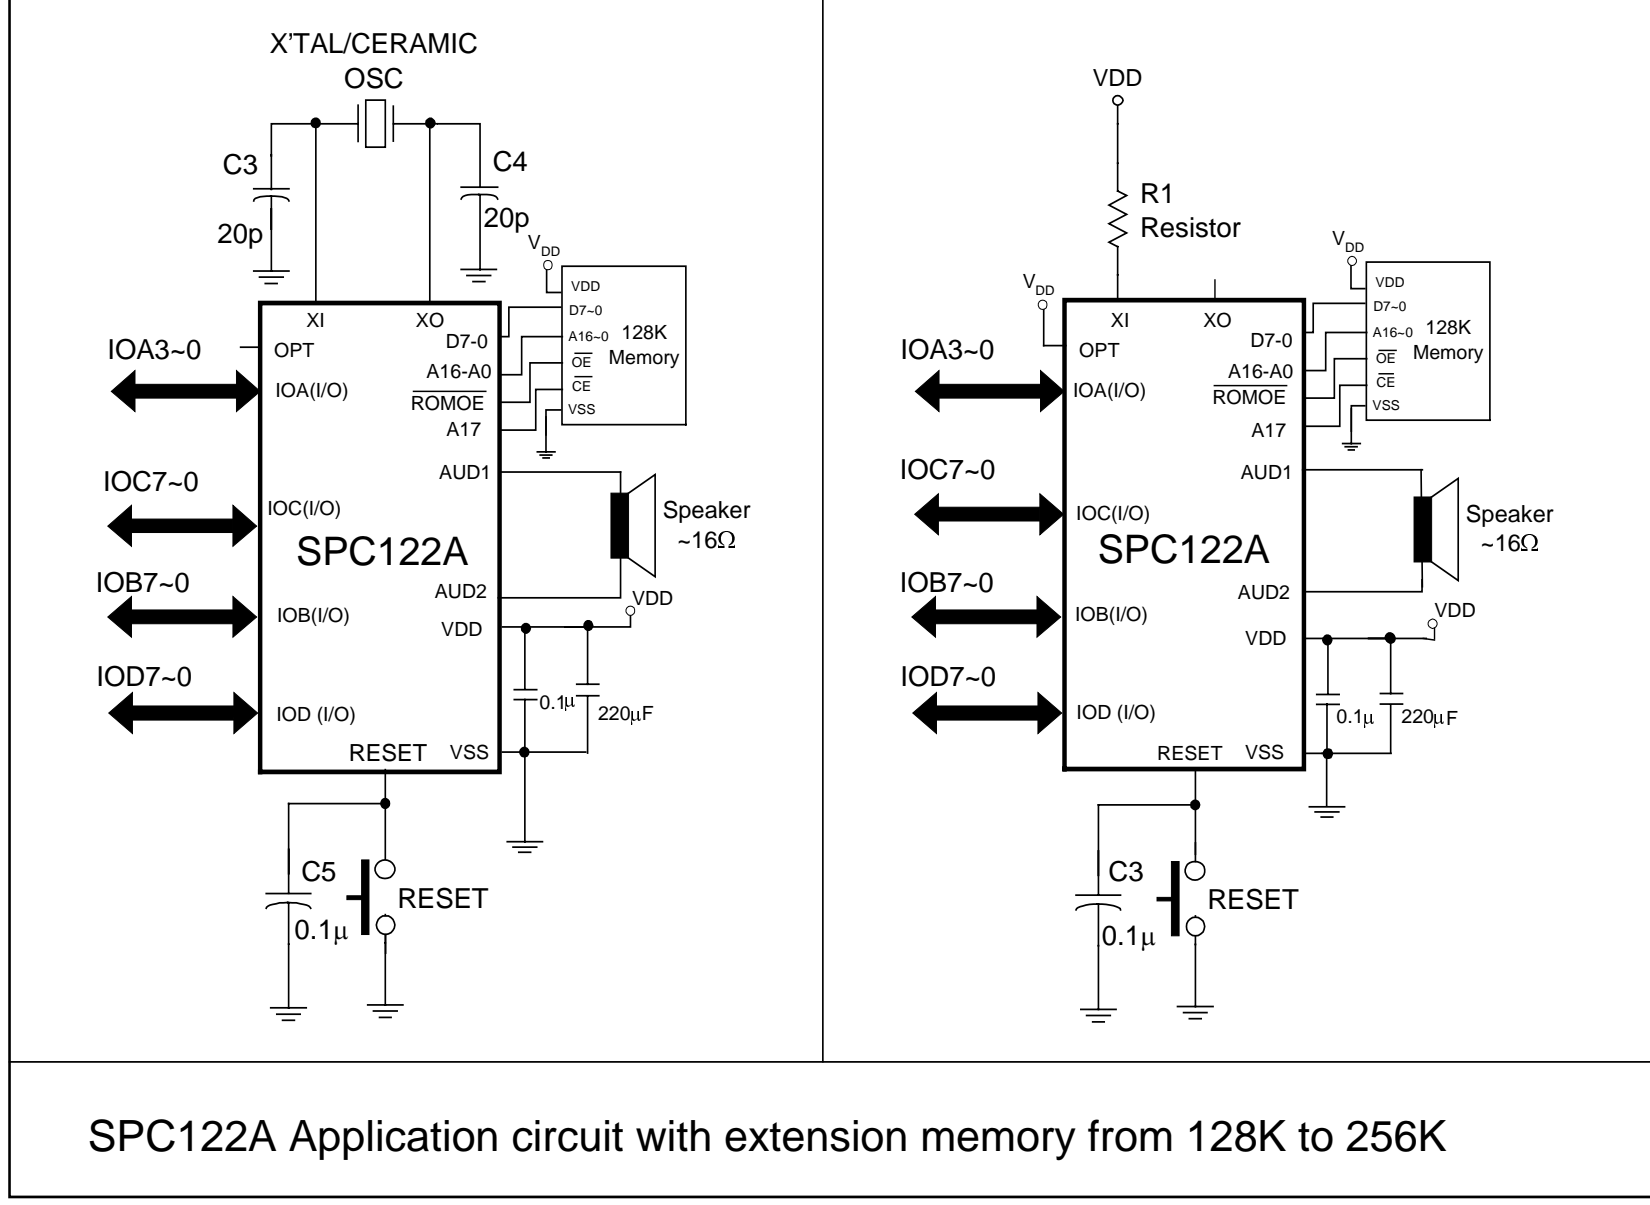 X'TAL/CERAMIC
OSC
C3
20p
C4
20p
VDD
VDD
D7~0
A16~0
OE
CE
VSS
128K
Memory
XI
XO
OPT
D7-0
A16-A0
ROMOE
A17
IOA3~0
IOA(I/O)
AUD1
IOC7~0
IOC(I/O)
Speaker
~16Ω
SPC122A
IOB7~0
IOB(I/O)
AUD2
VDD
VDD
IOD7~0
IOD (I/O)
0.1μ
220μF
RESET
VSS
C5
0.1μ
RESET
VDD
R1
Resistor
VDD
VDD
VDD
D7~0
A16~0
OE
CE
VSS
128K
Memory
XI
XO
OPT
D7-0
A16-A0
ROMOE
A17
IOA3~0
IOA(I/O)
AUD1
IOC7~0
IOC(I/O)
Speaker
~16Ω
SPC122A
IOB7~0
IOB(I/O)
AUD2
VDD
VDD
IOD7~0
IOD (I/O)
0.1μ
220μF
RESET
VSS
C3
0.1μ
RESET
SPC122A Application circuit with extension memory from 128K to 256K